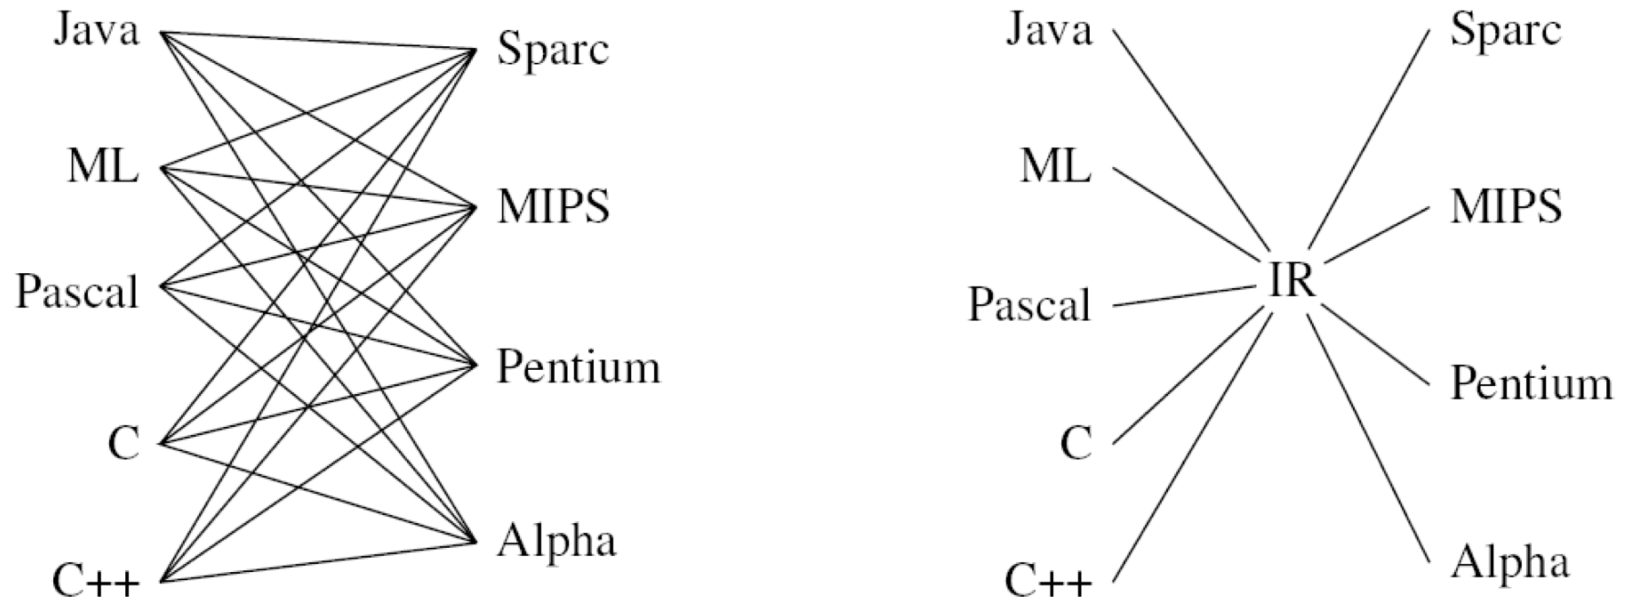 Java
ML
Pascal
C
C++
Sparc
MIPS
Pentium
Alpha
Java
ML
Pascal
C
C++
IR
Sparc
MIPS
Pentium
Alpha